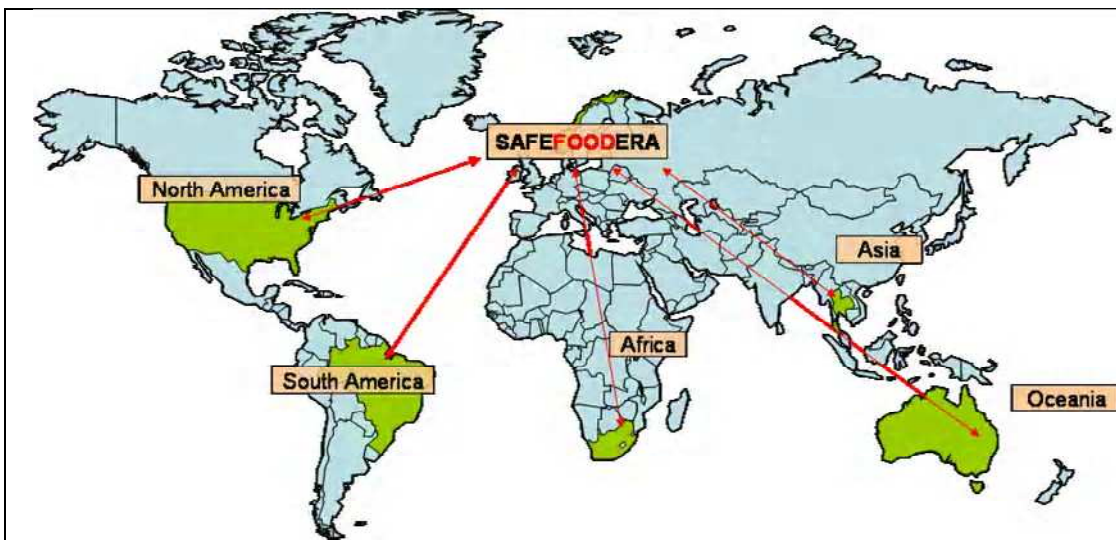 SAFEFOODERA
North America
Asia
Africa
South America
Oceania